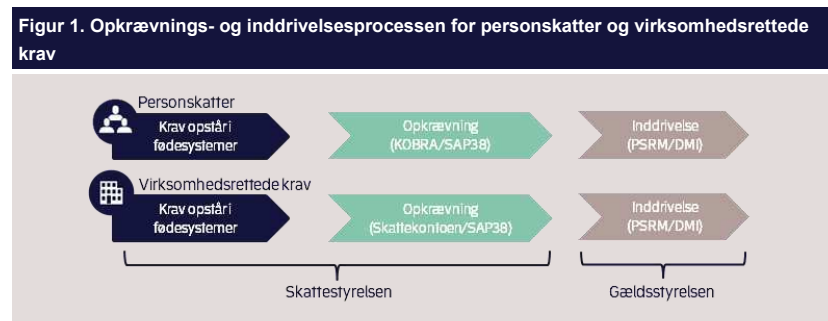 Figur 1. Opkrævnings- og inddrivelsesprocessen for personskatter og virksomhedsrettede
krav
Personskatter
Krav opstår i
fødesystemer
Opkrævning
(KOBRA/SAP38)
Inddrivelse
(PSRM/DMI)
Virksomhedsrettede krav
Krav opstår i
fødesystemer
Opkrævning
(Skattekontoen/SAP38)
Inddrivelse
(PSRM/DMI)
Skattestyrelsen
Gældsstyrelsen